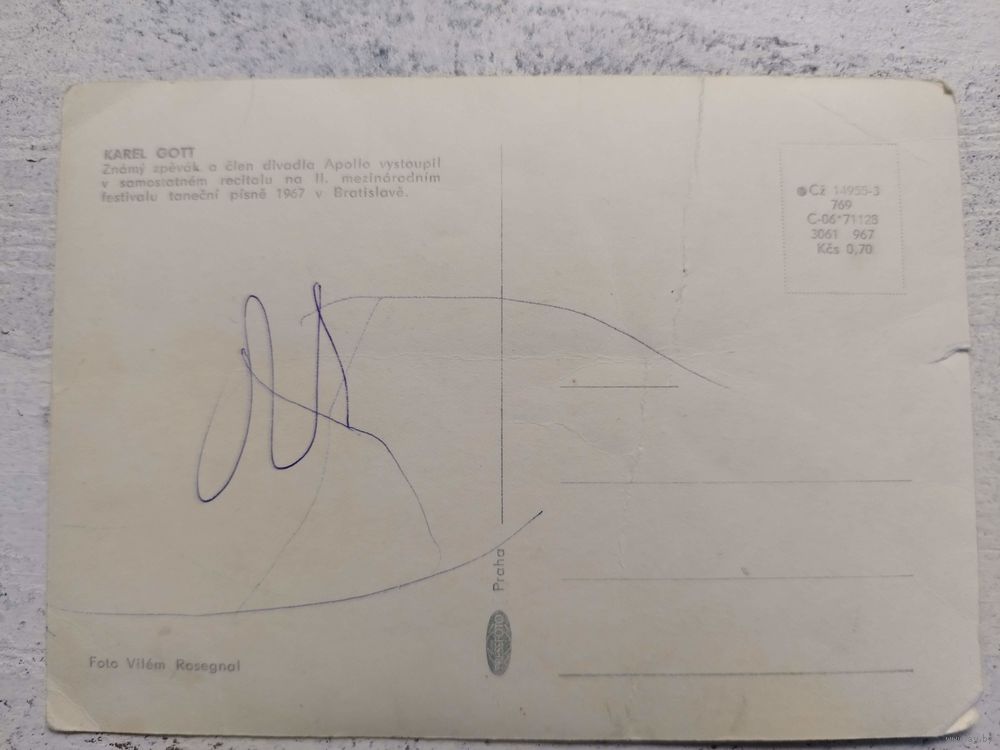 KAREL GOTT
Známý zpěvák a člen divadla Apollo vystoupil
v samostatném recitalu na II. mezinárodním
festivalu taneční písně 1967 v Bratislavě.
Cž 14955-3
769
C-06*71128
3061 967
Kčs 0,70
Praha
PRESSFOTO
Foto Vilém Rosegnal